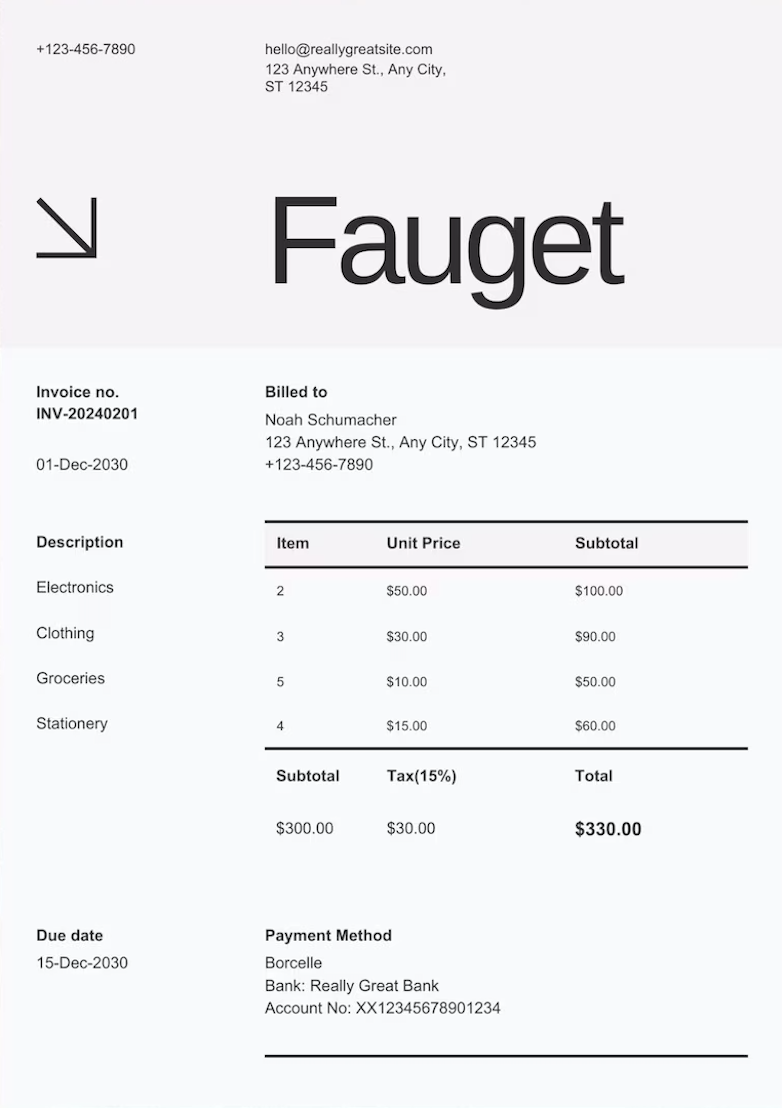 +123-456-7890
hello@reallygreatsite.com
123 Anywhere St., Any City,
ST 12345
Fauget
Invoice no.
INV-20240201
01-Dec-2030
Billed to
Noah Schumacher
123 Anywhere St., Any City, ST 12345
+123-456-7890
Description Item Unit Price Subtotal
Electronics 2 $50.00 $100.00
Clothing 3 $30.00 $90.00
Groceries 5 $10.00 $50.00
Stationery 4 $15.00 $60.00
Subtotal Tax(15%) Total
$300.00 $30.00 $330.00
Due date
15-Dec-2030
Payment Method
Borcelle
Bank: Really Great Bank
Account No: XX12345678901234